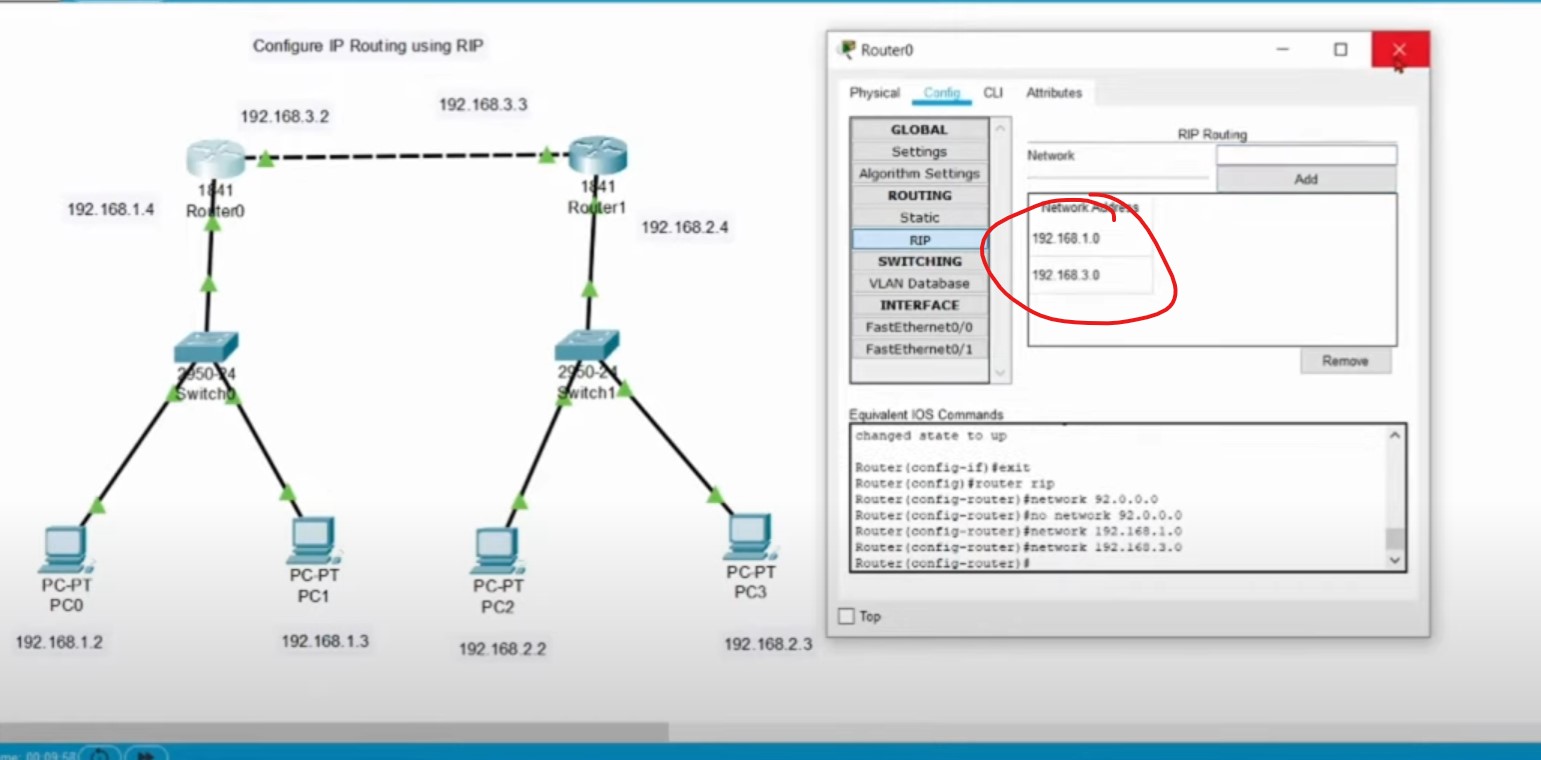 Configure IP Routing using RIP
192.168.3.2
192.168.3.3
1841
Router0
1841
Router1
192.168.1.4
192.168.2.4
2950-24
Switch0
2950-24
Switch1
PC-PT
PC0
PC-PT
PC1
PC-PT
PC2
PC-PT
PC3
192.168.1.2
192.168.1.3
192.168.2.2
192.168.2.3
Router0
Physical Config CLI Attributes
GLOBAL
Settings
Algorithm Settings
ROUTING
Static
RIP
SWITCHING
VLAN Database
INTERFACE
FastEthernet0/0
FastEthernet0/1
RIP Routing
Network
Add
Network Address
192.168.1.0
192.168.3.0
Remove
Equivalent IOS Commands
changed state to up
Router(config-if)#exit
Router(config)#router rip
Router(config-router)#network 92.0.0.0
Router(config-router)#no network 92.0.0.0
Router(config-router)#network 192.168.1.0
Router(config-router)#network 192.168.3.0
Router(config-router)#
Top
me: 00:09:58